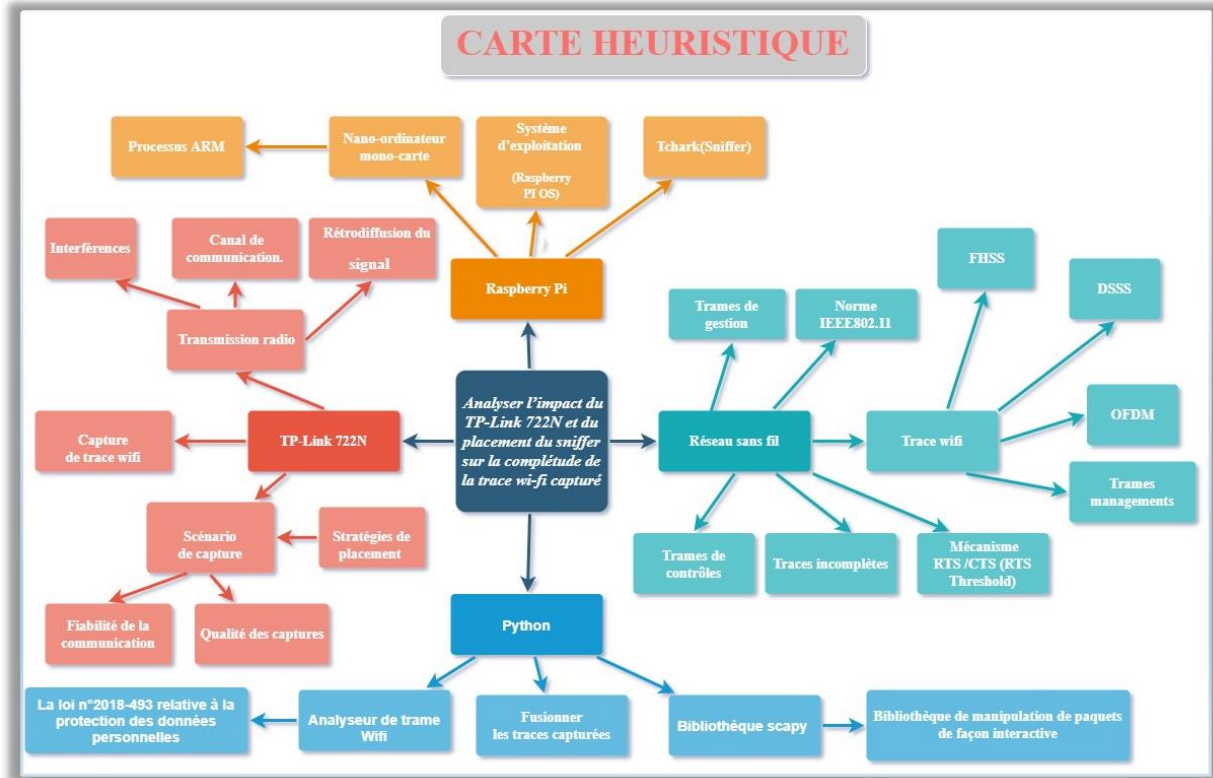 CARTE HEURISTIQUE
Processus ARM
Nano-ordinateur
mono-carte
Système
d'exploitation
(Raspberry
PI OS)
Tchark(Sniffer)
Interférences
Canal de
communication.
Rétrodiffusion du
signal
Transmission radio
Raspberry Pi
Trames de
gestion
Norme
IEEE802.11
FHSS
DSSS
Capture
de trace wifi
TP-Link 722N
Analyser l'impact du
TP-Link 722N et du
placement du sniffer
sur la complétude de
la trace wi-fi capturé
Réseau sans fil
Trace wifi
OFDM
Trames
managements
Scénario
de capture
Stratégies de
placement
Trames de
contrôles
Traces incomplètes
Mécanisme
RTS /CTS (RTS
Threshold)
Fiabilité de la
communication
Qualité des captures
Python
La loi n°2018-493 relative à la
protection des données
personnelles
Analyseur de trame
Wifi
Fusionner
les traces capturées
Bibliothéque scapy
Bibliothèque de manipulation de paquets
de façon interactive